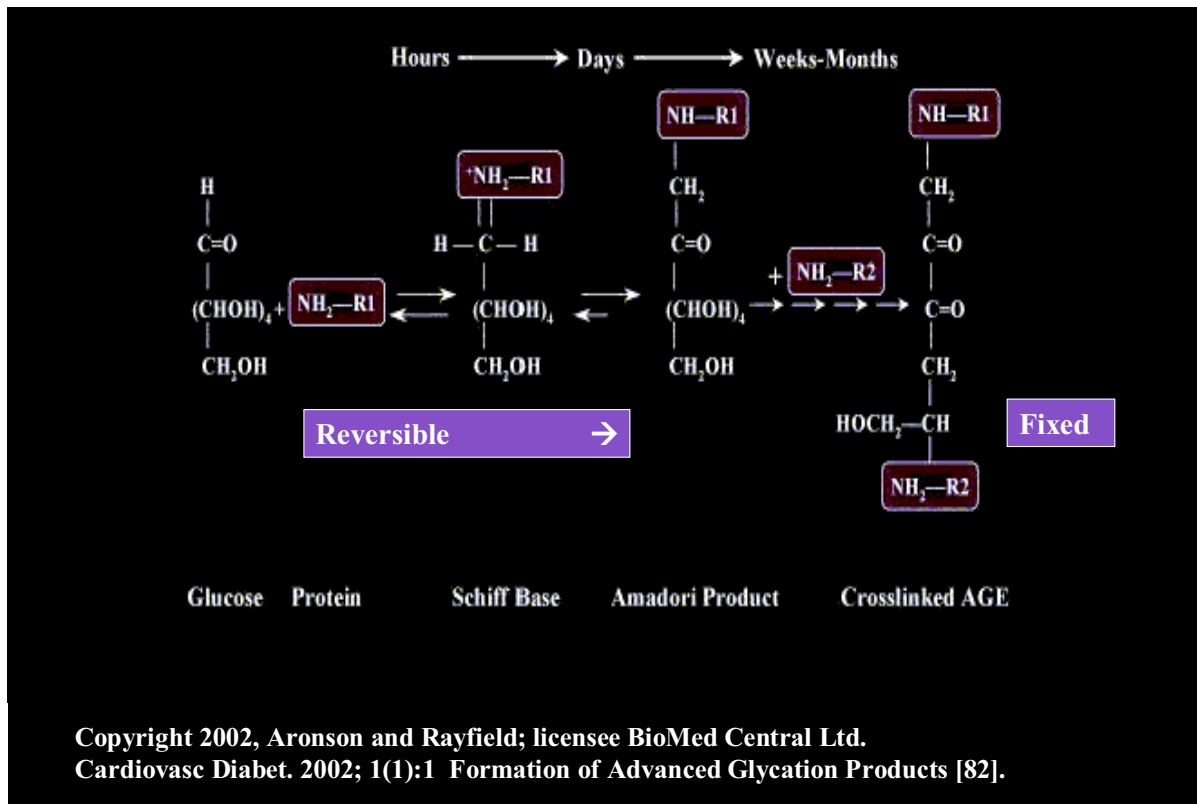 Hours → Days → Weeks-Months
NH—R1 NH—R1
⁺NH₂—R1
H CH₂ CH₂
C=O H—C—H C=O C=O
+ NH₂—R2
(CHOH)₄+ NH₂—R1 (CHOH)₄ (CHOH)₄ C=O
CH₂OH CH₂OH CH₂OH CH₂
HOCH₂—CH
Reversible → Fixed
NH₂—R2
Glucose Protein Schiff Base Amadori Product Crosslinked AGE
Copyright 2002, Aronson and Rayfield; licensee BioMed Central Ltd.
Cardiovasc Diabet. 2002; 1(1):1 Formation of Advanced Glycation Products [82].